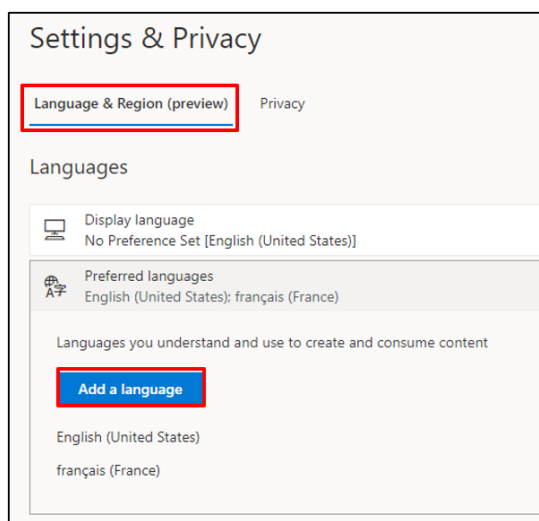 Settings & Privacy
Language & Region (preview) Privacy
Languages
Display language
No Preference Set [English (United States)]
Preferred languages
English (United States); français (France)
Languages you understand and use to create and consume content
Add a language
English (United States)
français (France)